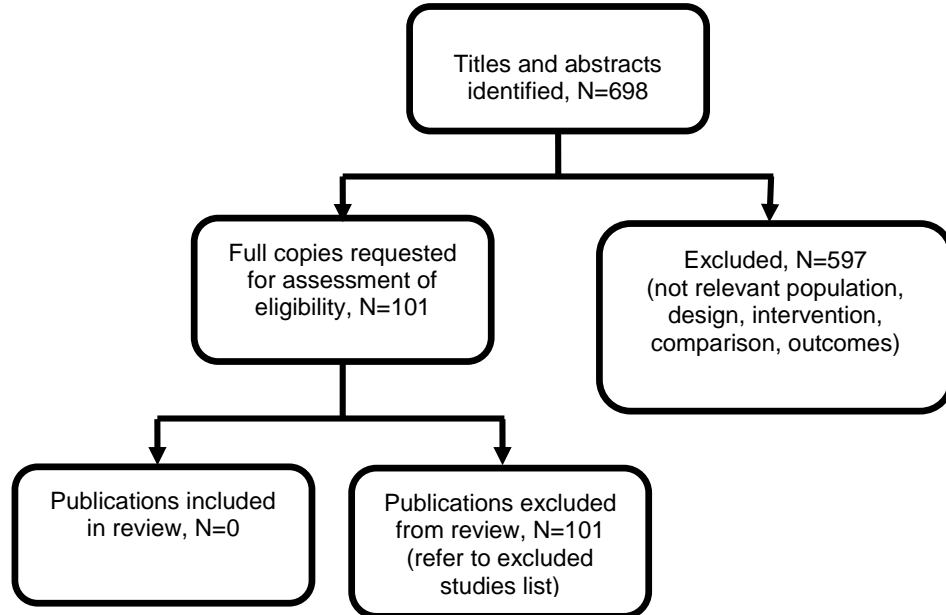 Titles and abstracts
identified, N=698
Full copies requested
for assessment of
eligibility, N=101
Excluded, N=597
(not relevant population,
design, intervention,
comparison, outcomes)
Publications included
in review, N=0
Publications excluded
from review, N=101
(refer to excluded
studies list)